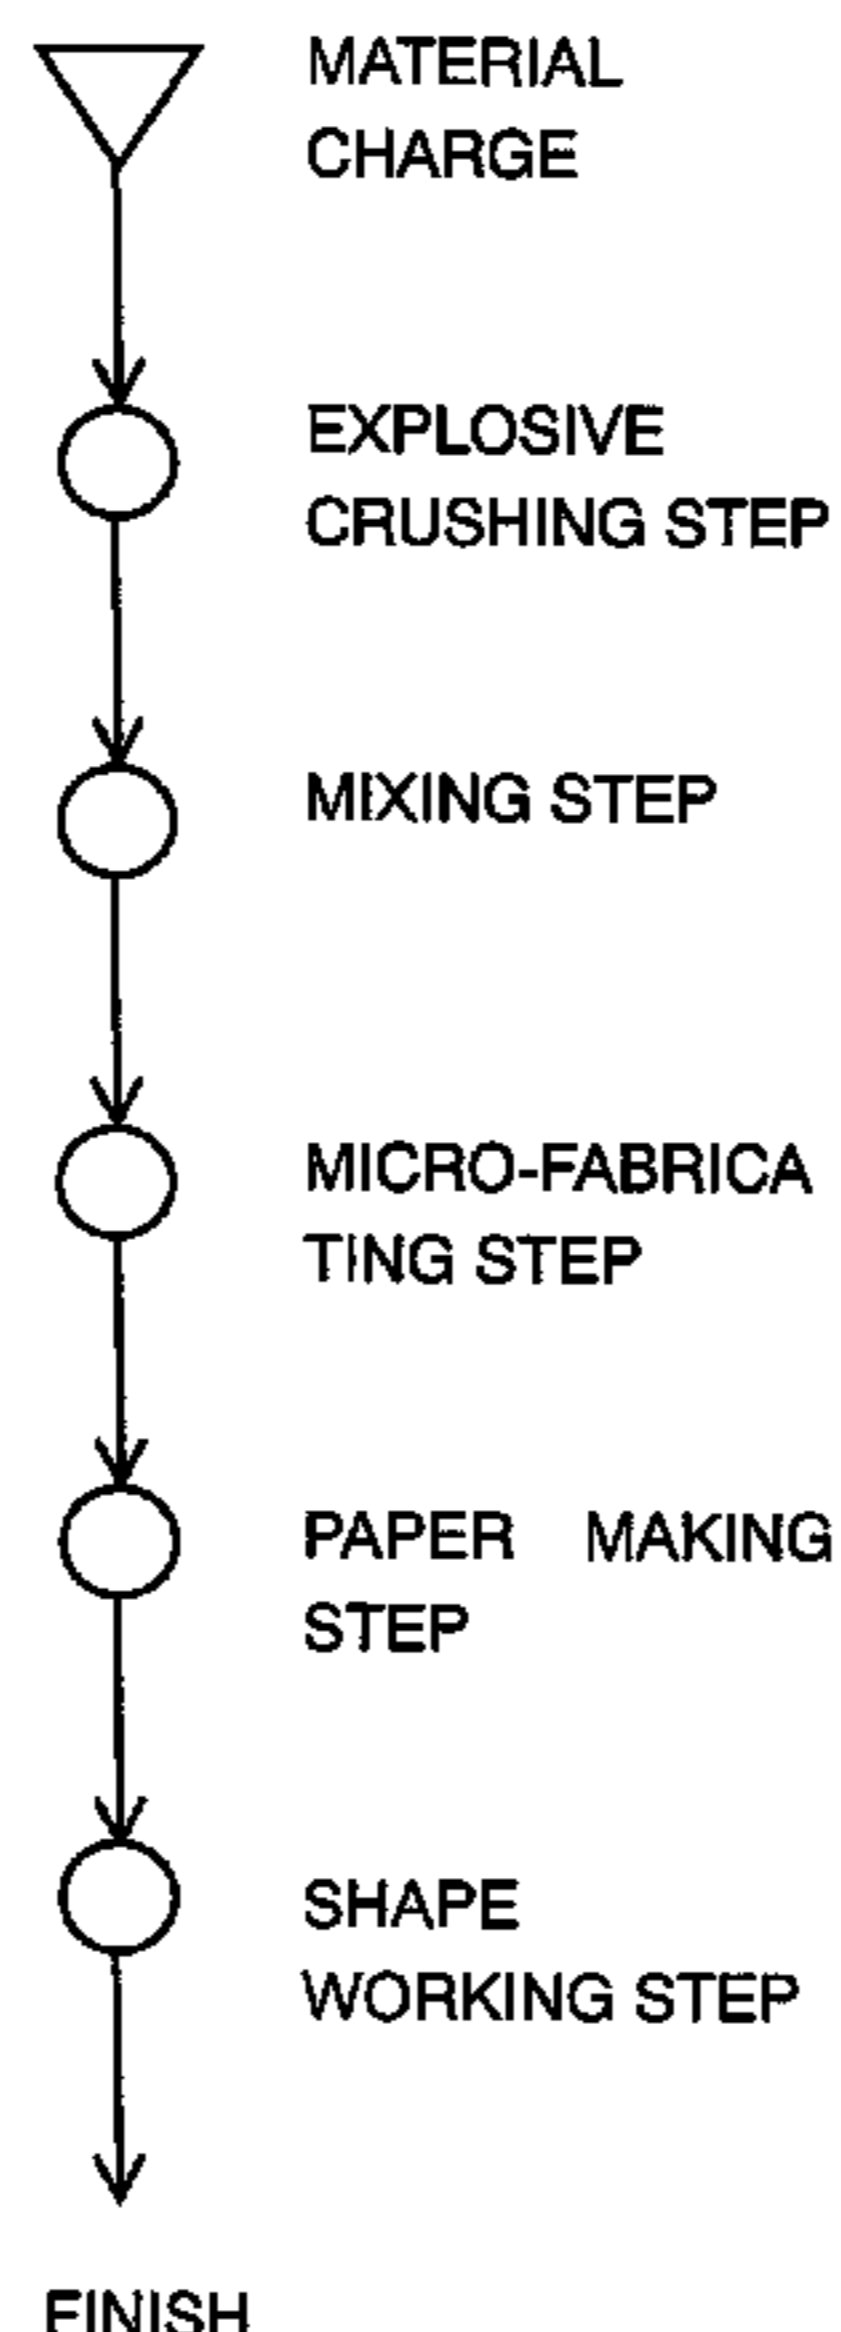 MATERIAL
CHARGE
EXPLOSIVE
CRUSHING STEP
MIXING STEP
MICRO-FABRICA
TING STEP
PAPER MAKING
STEP
SHAPE
WORKING STEP
FINISH